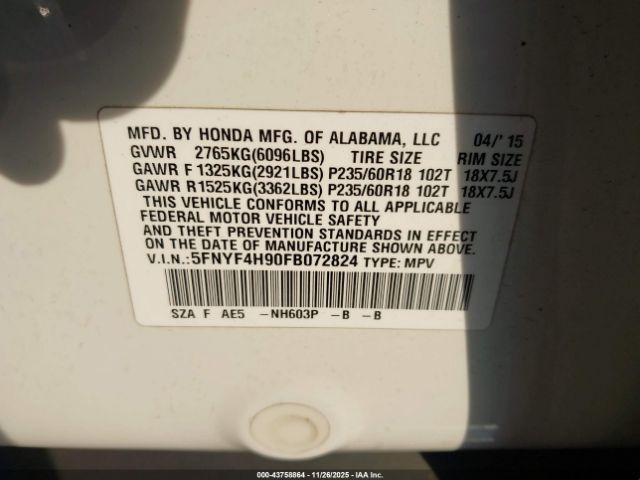 MFD. BY HONDA MFG. OF ALABAMA, LLC 04/'15
GVWR 2765KG(6096LBS) TIRE SIZE RIM SIZE
GAWR F 1325KG(2921LBS) P235/60R18 102T 18X7.5J
GAWR R1525KG(3362LBS) P235/60R18 102T 18X7.5J
THIS VEHICLE CONFORMS TO ALL APPLICABLE
FEDERAL MOTOR VEHICLE SAFETY
AND THEFT PREVENTION STANDARDS IN EFFECT
ON THE DATE OF MANUFACTURE SHOWN ABOVE.
V.I.N.:5FNYF4H90FB072824 TYPE: MPV
SZA F AE5 -NH603P -B -B
000-43758864 | 11/26/2025 | IAAI.COM